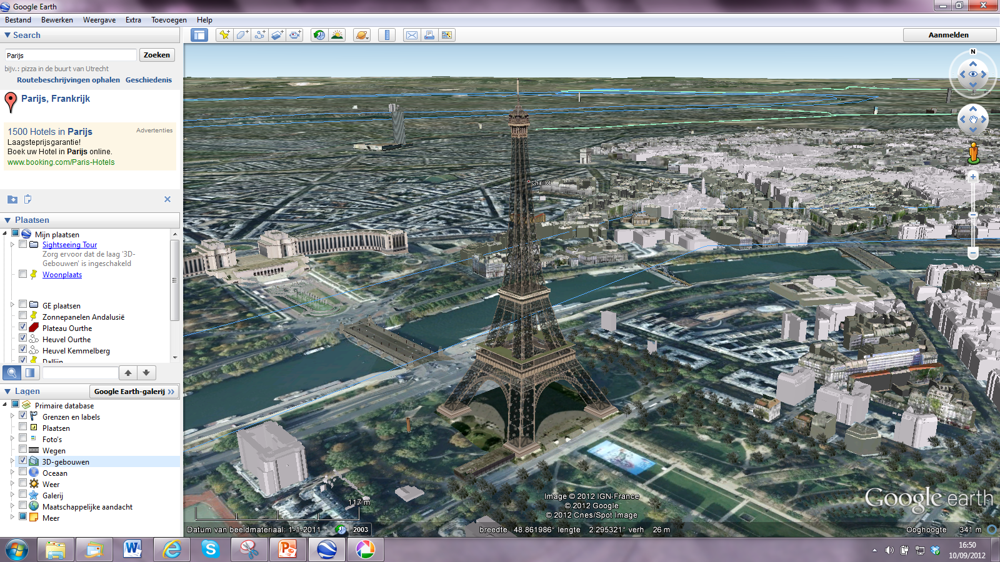 Google Earth
Bestand Bewerken Weergave Extra Toevoegen Help
Search
Aanmelden
Parijs
Zoeken
bijv.: pizza in de buurt van Utrecht
Routebeschrijvingen ophalen Geschiedenis
Parijs, Frankrijk
1500 Hotels in Parijs
Advertenties
Laagsteprijsgarantie!
Boek uw Hotel in Parijs online.
www.booking.com/Paris-Hotels
Plaatsen
Mijn plaatsen
Sightseeing Tour
Zorg ervoor dat de laag '3D-
Gebouwen' is ingeschakeld
Woonplaats
GE plaatsen
Zonnepanelen Andalusië
Plateau Ourthe
Heuvel Ourthe
Heuvel Kemmelberg
Lagen
Google Earth-galerij »
Primaire database
Grenzen en labels
Plaatsen
Foto's
Wegen
3D-gebouwen
Oceaan
Weer
Galerij
Maatschappelijke aandacht
Meer
N
Chaillot
117 m
Image © 2012 IGN-France
© 2012 Google
© 2012 Cnes/Spot Image
Google earth
Datum van beeldmateriaal: 1-1-2011
2003
breedte 48.861986° lengte 2.295321° verh 26 m
Ooghoogte 341 m
16:50
10/09/2012